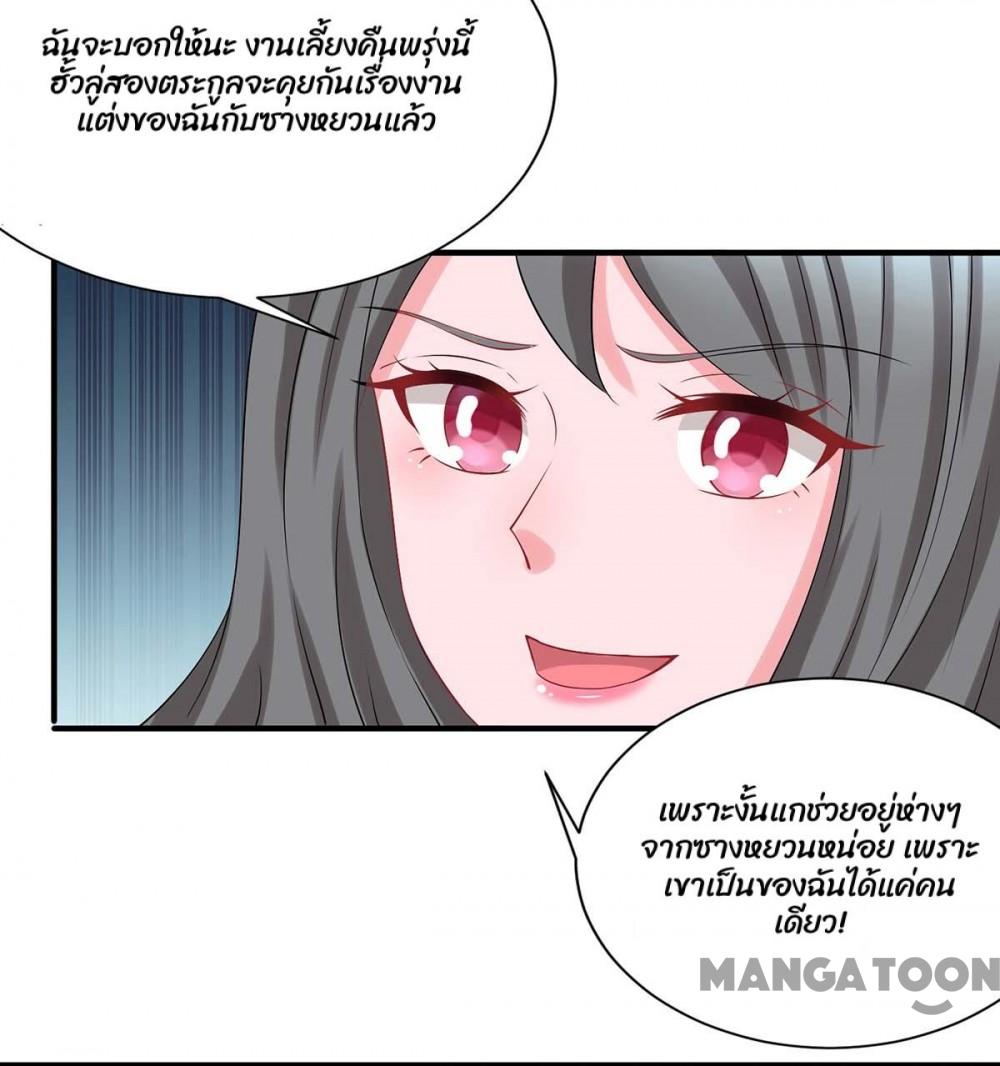 ฉันจะบอกให้นะ งานเลี้ยงคืนพรุ่งนี้
ฮั้วลู่สองตระกูลจะคุยกันเรื่องงาน
แต่งของฉันกับซางหยวนแล้ว
เพราะงั้นแกช่วยอยู่ห่างๆ
จากซางหยวนหน่อย เพราะ
เขาเป็นของฉันได้แค่คน
เดียว!
MANGATOON